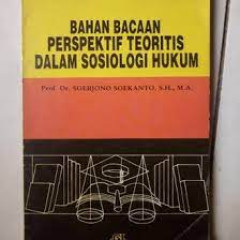 BAHAN BACAAN
PERSPEKTIF TEORITIS
DALAM SOSIOLOGI HUKUM
Prof. Dr. SOERJONO SOEKANTO, S.H., M.A.